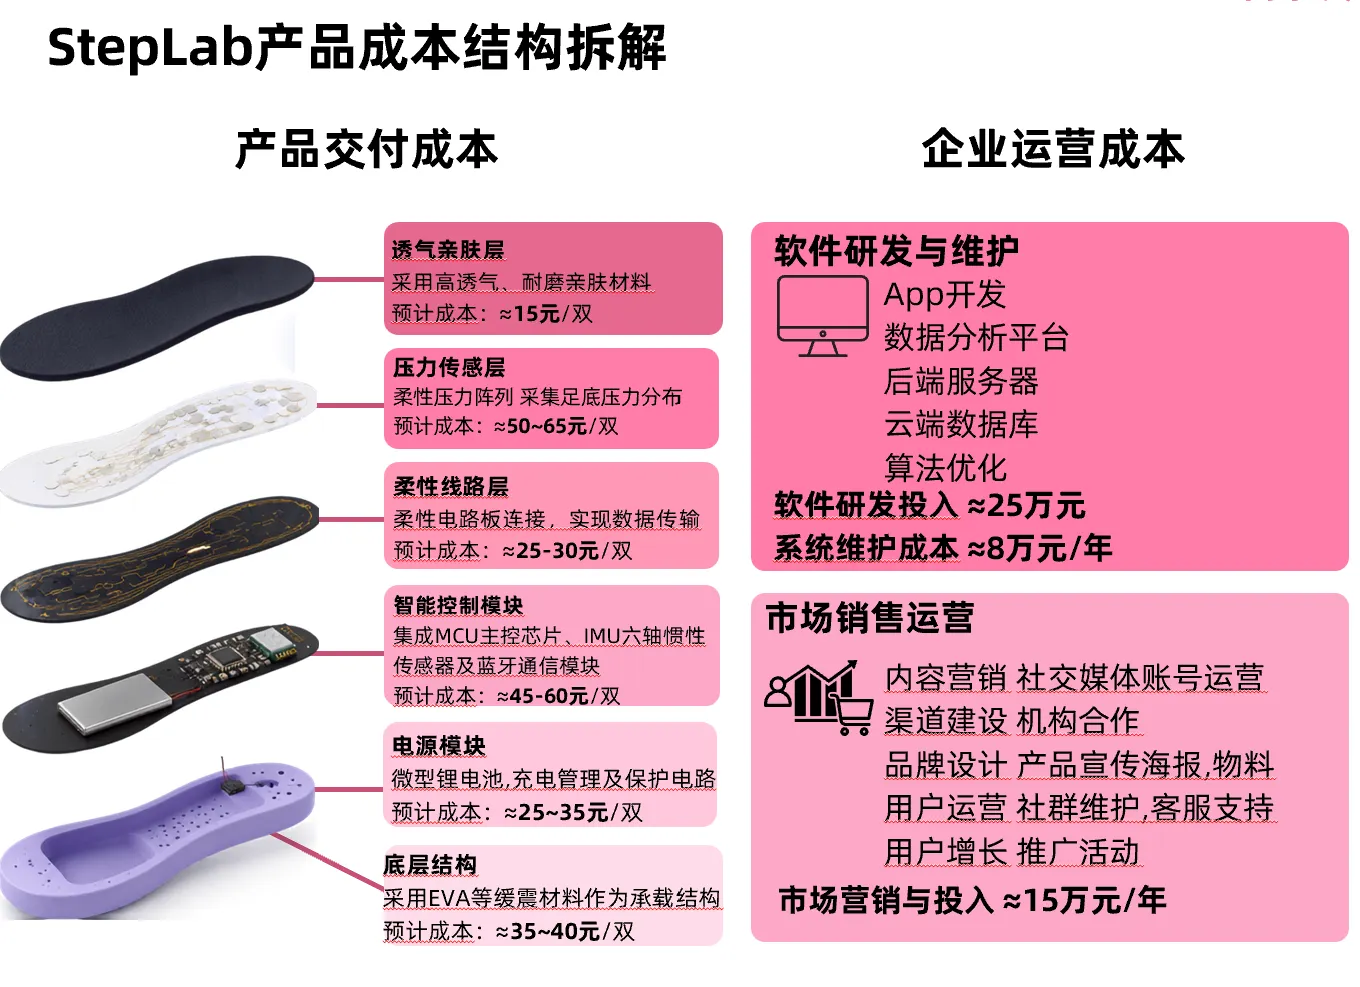 StepLab产品成本结构拆解
产品交付成本
透气亲肤层
采用高透气、耐磨亲肤材料
预计成本：≈15元/双
压力传感层
柔性压力阵列 采集足底压力分布
预计成本：≈50~65元/双
柔性线路层
柔性电路板连接，实现数据传输
预计成本：≈25-30元/双
智能控制模块
集成MCU主控芯片、IMU六轴惯性
传感器及蓝牙通信模块
预计成本：≈45-60元/双
电源模块
微型锂电池,充电管理及保护电路
预计成本：≈25~35元/双
底层结构
采用EVA等缓震材料作为承载结构
预计成本：≈35~40元/双
企业运营成本
软件研发与维护
App开发
数据分析平台
后端服务器
云端数据库
算法优化
软件研发投入 ≈25万元
系统维护成本 ≈8万元/年
市场销售运营
内容营销 社交媒体账号运营
渠道建设 机构合作
品牌设计 产品宣传海报,物料
用户运营 社群维护,客服支持
用户增长 推广活动
市场营销与投入 ≈15万元/年